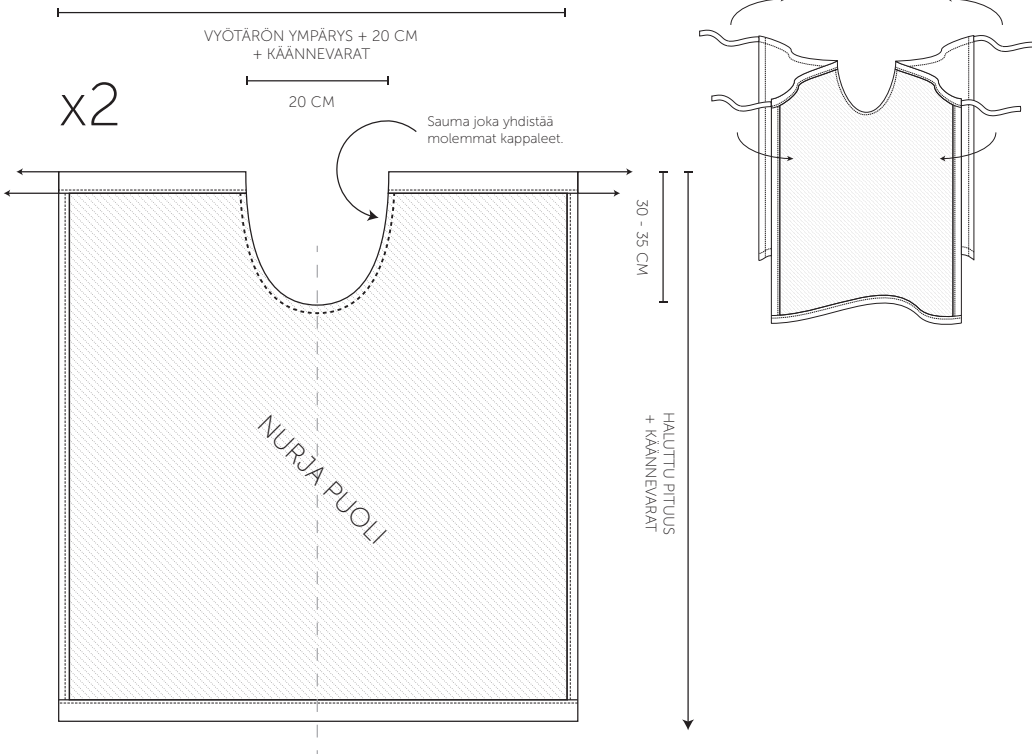 VYÖTÄRÖN YMPÄRYS + 20 CM
+ KÄÄNNEVARAT
x2
20 CM
Sauma joka yhdistää
molemmat kappaleet.
30 - 35 CM
NURJA PUOLI
HALUTTU PITUUS
+ KÄÄNNEVARAT